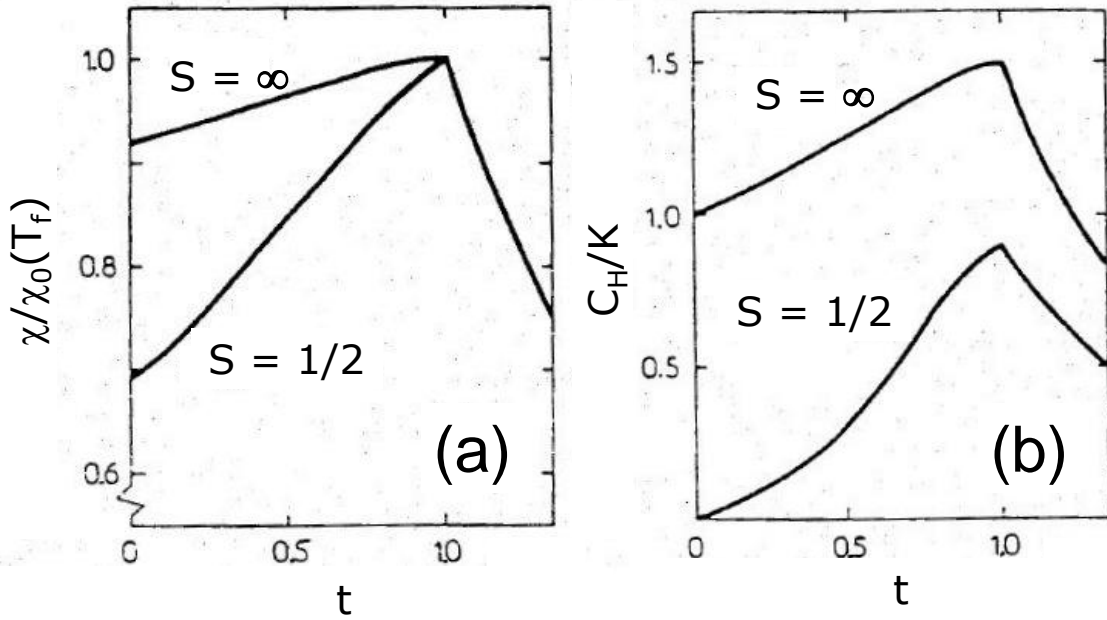 1.0
0.8
0.6
χ/χ₀(T_f)
S = ∞
S = 1/2
(a)
0
0.5
1.0
t
1.5
1.0
0.5
C_H/K
S = ∞
S = 1/2
(b)
0
0.5
1.0
t